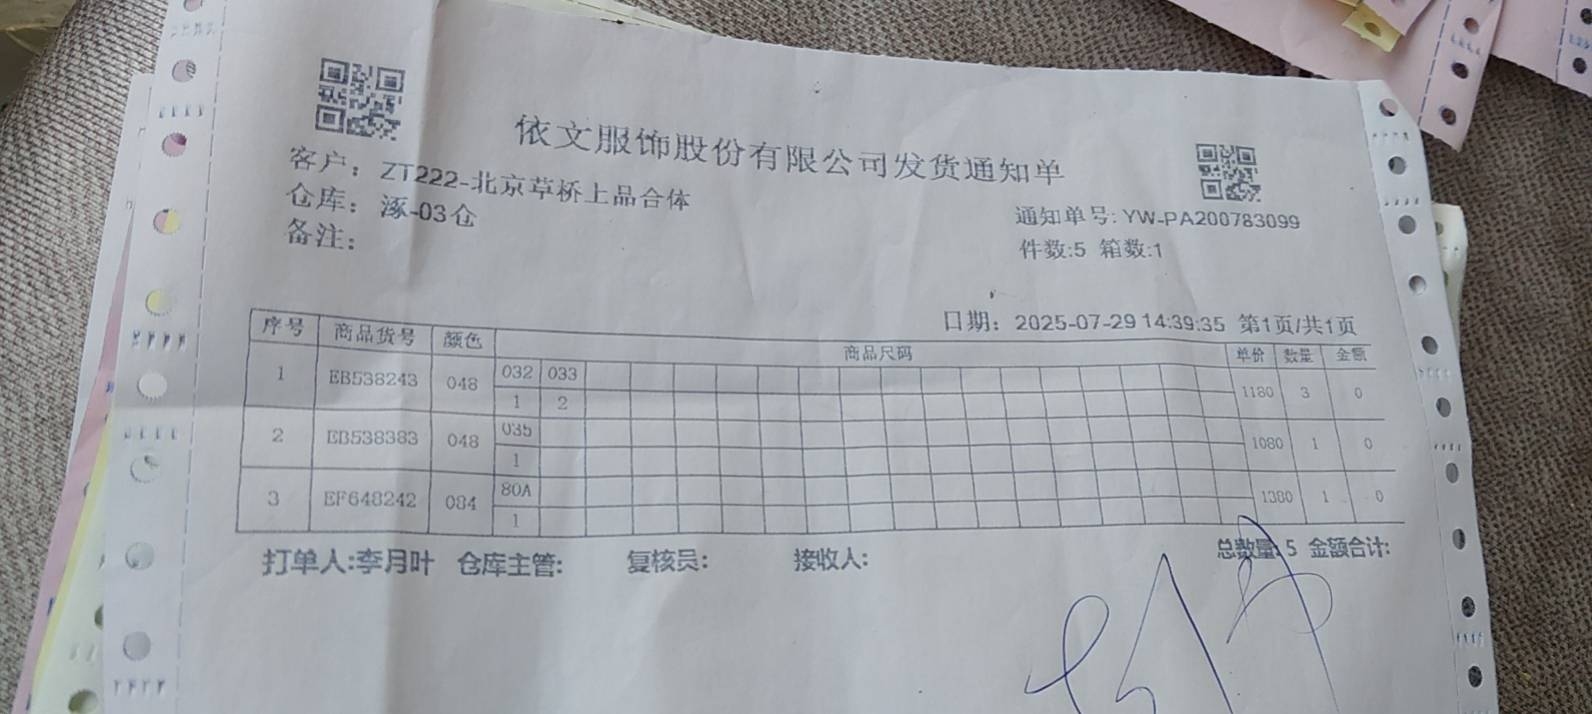 依文服饰股份有限公司发货通知单
客户: ZT222-北京草桥上品合体
仓库: 涿-03仓
通知单号: YW-PA200783099
备注:
件数:5 箱数:1
日期: 2025-07-29 14:39:35 第1页/共1页
序号 商品货号 颜色 商品尺码 单价 数量 金额
032 033
1 EB538243 048 1180 3 0
1 2
035
2 EB538383 048 1080 1 0
1
80A
3 EF648242 084 1380 1 0
1
打单人:李月叶 仓库主管: 复核员: 接收人: 总数量:5 金额合计: